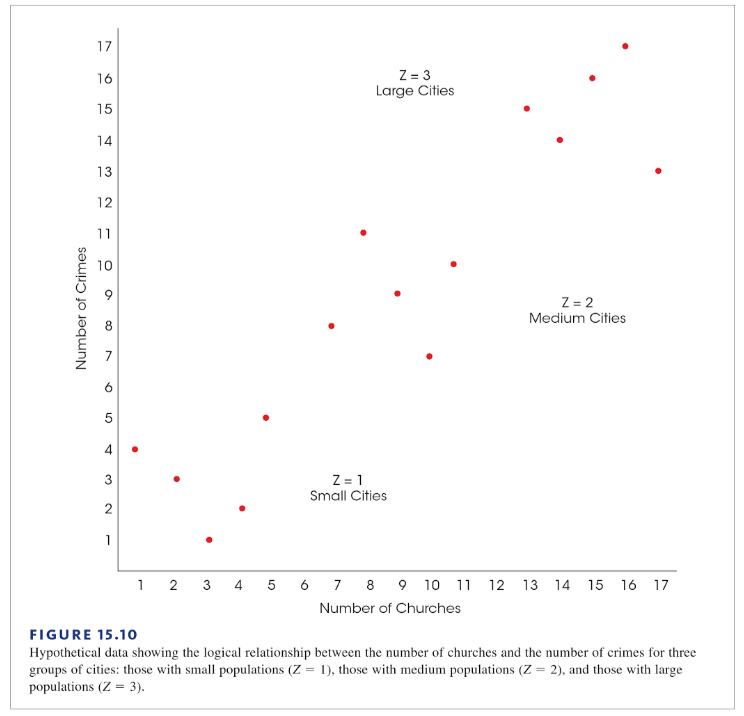 17
16
15
14
13
12
11
10
9
8
7
6
5
4
3
2
1
Number of Crimes
Z = 3
Large Cities
Z = 2
Medium Cities
Z = 1
Small Cities
1 2 3 4 5 6 7 8 9 10 11 12 13 14 15 16 17
Number of Churches
FIGURE 15.10
Hypothetical data showing the logical relationship between the number of churches and the number of crimes for three
groups of cities: those with small populations (Z = 1), those with medium populations (Z = 2), and those with large
populations (Z = 3).